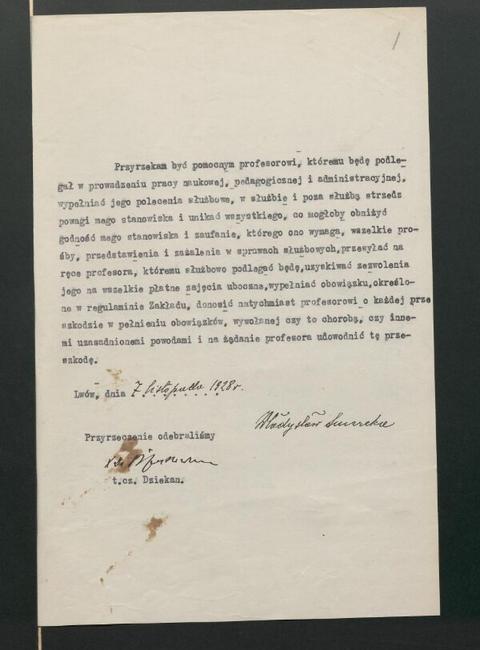 1
Przyrzekam być pomocnym profesorowi, któremu będę podle-
gał w prowadzeniu pracy naukowej, pedagogicznej i administracyjnej,
wypełniać jego polecenia służbowe, w służbie i poza służbą strzedz
powagi mego stanowiska i unikać wszystkiego, co mogłoby obniżyć
godność mego stanowiska i zaufanie, którego ono wymaga, wszelkie pro-
śby, przedstawienia i zażalenia w sprawach służbowych,przesyłać na
ręce profesora, któremu służbowo podlegać będę,uzyskiwać zezwolenia
jego na wszelkie płatne zajęcia uboczne,wypełniać obowiązku,określo-
ne w regulaminie Zakładu, donosić natychmiast profesorowi o każdej prze
szkodzie w pełnieniu obowiązków, wywołanej czy to chorobą, czy inne-
mi uzasadnionemi powodami i na żądanie profesora udowodnić tę prze-
szkodę.
Lwów, dnia 7 listopada 1928 r.
Władysław
Przyrzeczenie odebraliśmy
t.cz. Dziekan.